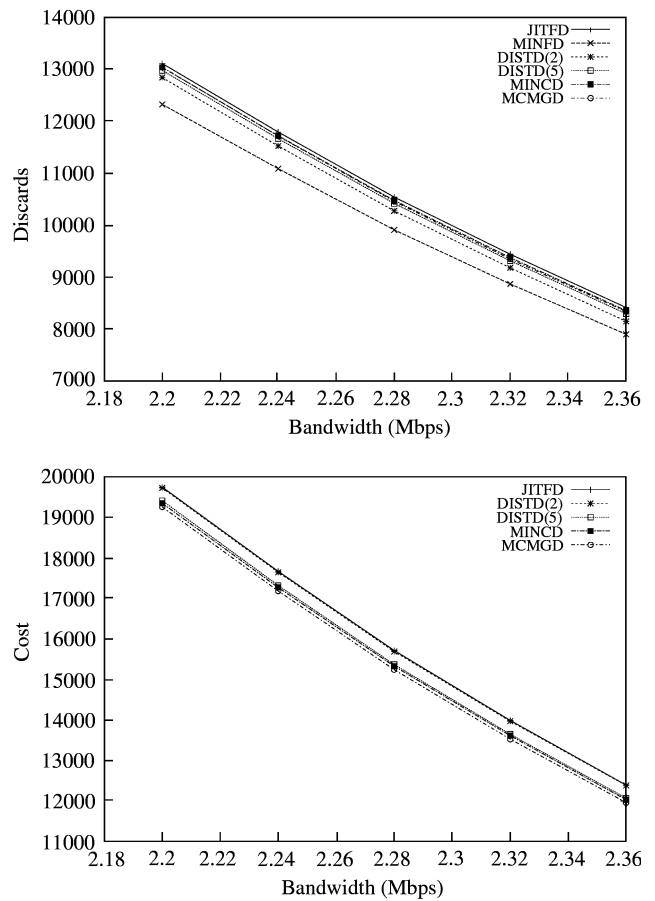 14000
13000
12000
11000
10000
9000
8000
7000
Discards
JITFD
MINFD
DISTD(2)
DISTD(5)
MINCD
MCMGD
2.18 2.2 2.22 2.24 2.26 2.28 2.3 2.32 2.34 2.36
Bandwidth (Mbps)
20000
19000
18000
17000
16000
15000
14000
13000
12000
11000
Cost
JITFD
DISTD(2)
DISTD(5)
MINCD
MCMGD
2.18 2.2 2.22 2.24 2.26 2.28 2.3 2.32 2.34 2.36
Bandwidth (Mbps)